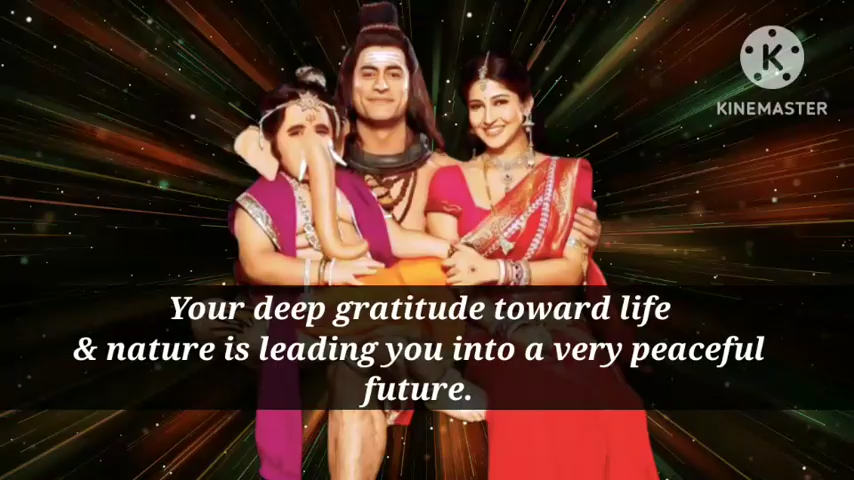 K
KINEMASTER
Your deep gratitude toward life
& nature is leading you into a very peaceful
future.